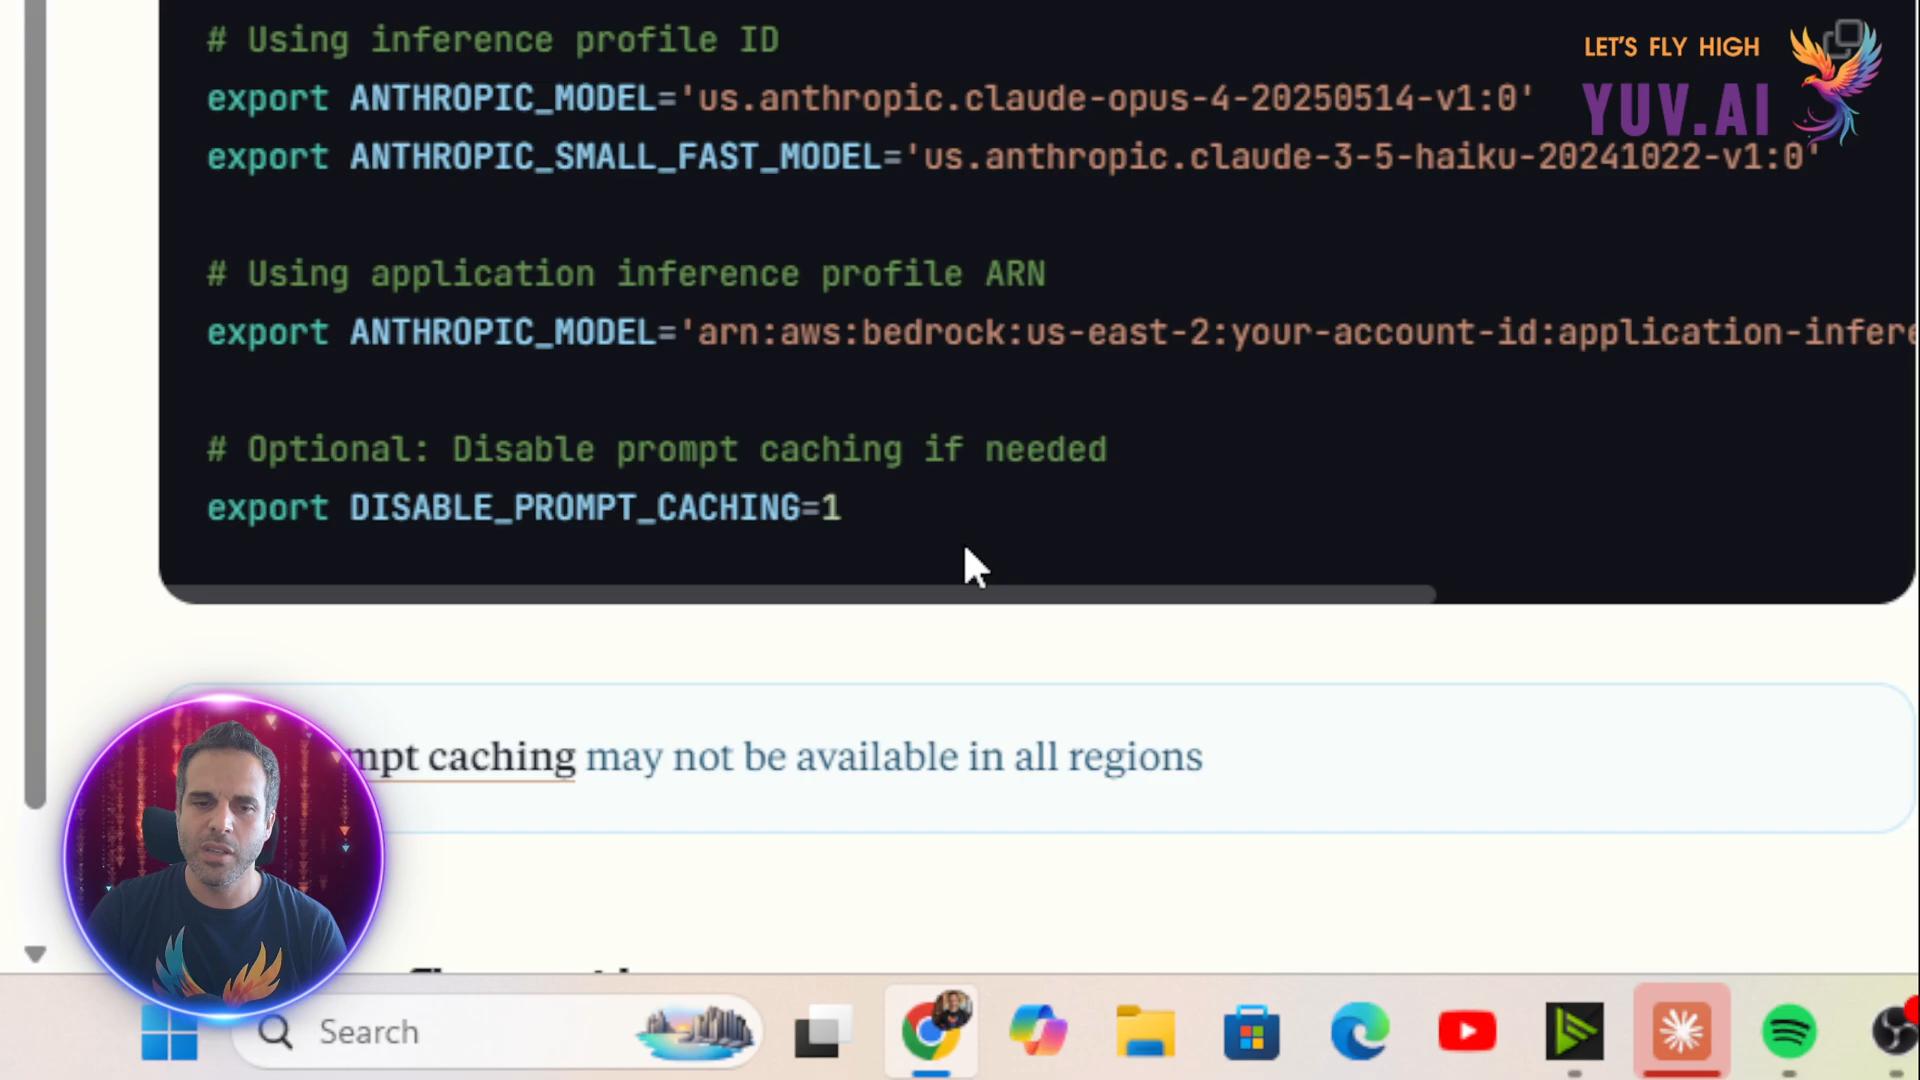 # Using inference profile ID
export ANTHROPIC_MODEL='us.anthropic.claude-opus-4-20250514-v1:0'
export ANTHROPIC_SMALL_FAST_MODEL='us.anthropic.claude-3-5-haiku-20241022-v1:0'
LET'S FLY HIGH
YUV.AI
# Using application inference profile ARN
export ANTHROPIC_MODEL='arn:aws:bedrock:us-east-2:your-account-id:application-infere
# Optional: Disable prompt caching if needed
export DISABLE_PROMPT_CACHING=1
mpt caching may not be available in all regions
Search